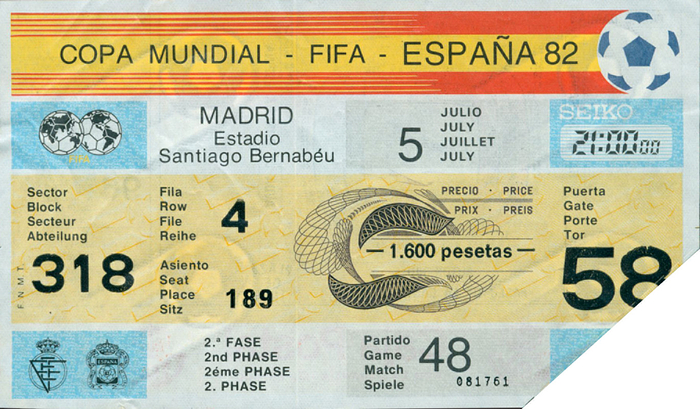 COPA MUNDIAL - FIFA - ESPAÑA 82
FIFA
MADRID
Estadio
Santiago Bernabéu
5
JULIO
JULY
JUILLET
JULY
SEIKO
21:00 00
Sector
Block
Secteur
Abteilung
318
F N M T
Fila
Row
File
Reihe
4
Asiento
Seat
Place
Sitz
189
PRECIO · PRICE
PRIX · PREIS
1.600 pesetas
Puerta
Gate
Porte
Tor
58
ESPAÑA
2.ª FASE
2nd PHASE
2éme PHASE
2. PHASE
Partido
Game
Match
Spiele
48
081761